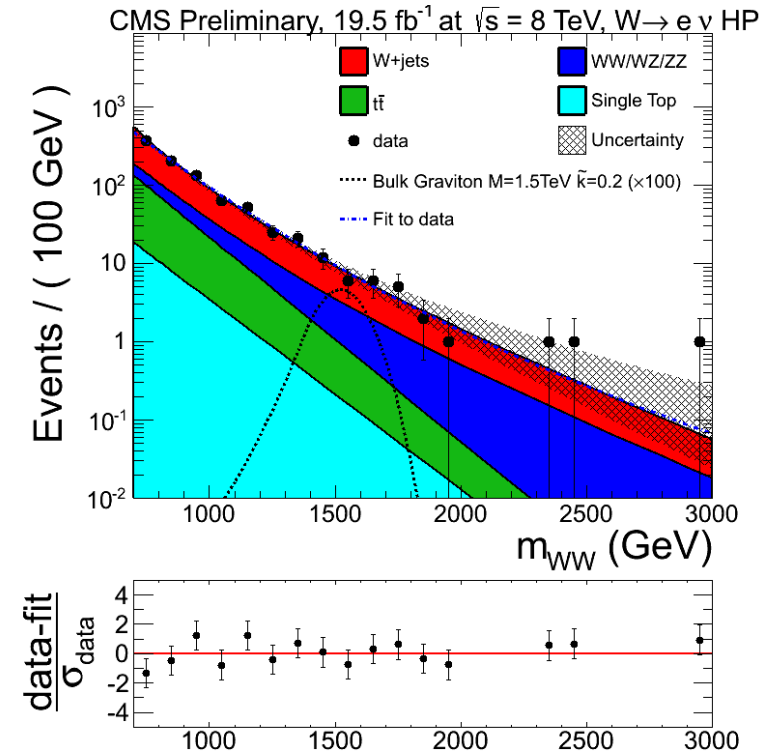 CMS Preliminary, 19.5 fb⁻¹ at √s = 8 TeV, W→ e ν HP
W+jets
WW/WZ/ZZ
tt̄
Single Top
data
Uncertainty
Bulk Graviton M=1.5TeV k̃=0.2 (×100)
Fit to data
Events / ( 100 GeV )
10³
10²
10
1
10⁻¹
10⁻²
1000 1500 2000 2500 3000
m_WW (GeV)
data-fit
σ_data
4
2
0
-2
-4
1000 1500 2000 2500 3000